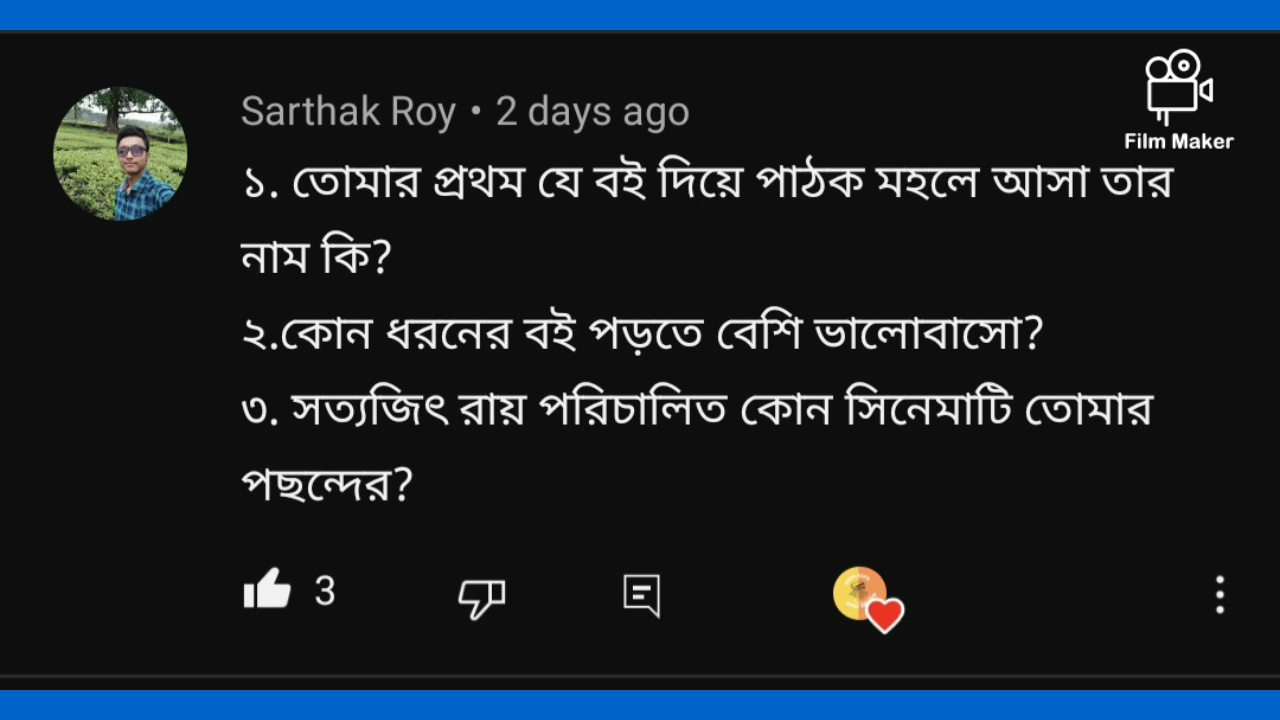 Sarthak Roy • 2 days ago
Film Maker
১. তোমার প্রথম যে বই দিয়ে পাঠক মহলে আসা তার
নাম কি?
২.কোন ধরনের বই পড়তে বেশি ভালোবাসো?
৩. সত্যজিৎ রায় পরিচালিত কোন সিনেমাটি তোমার
পছন্দের?
3